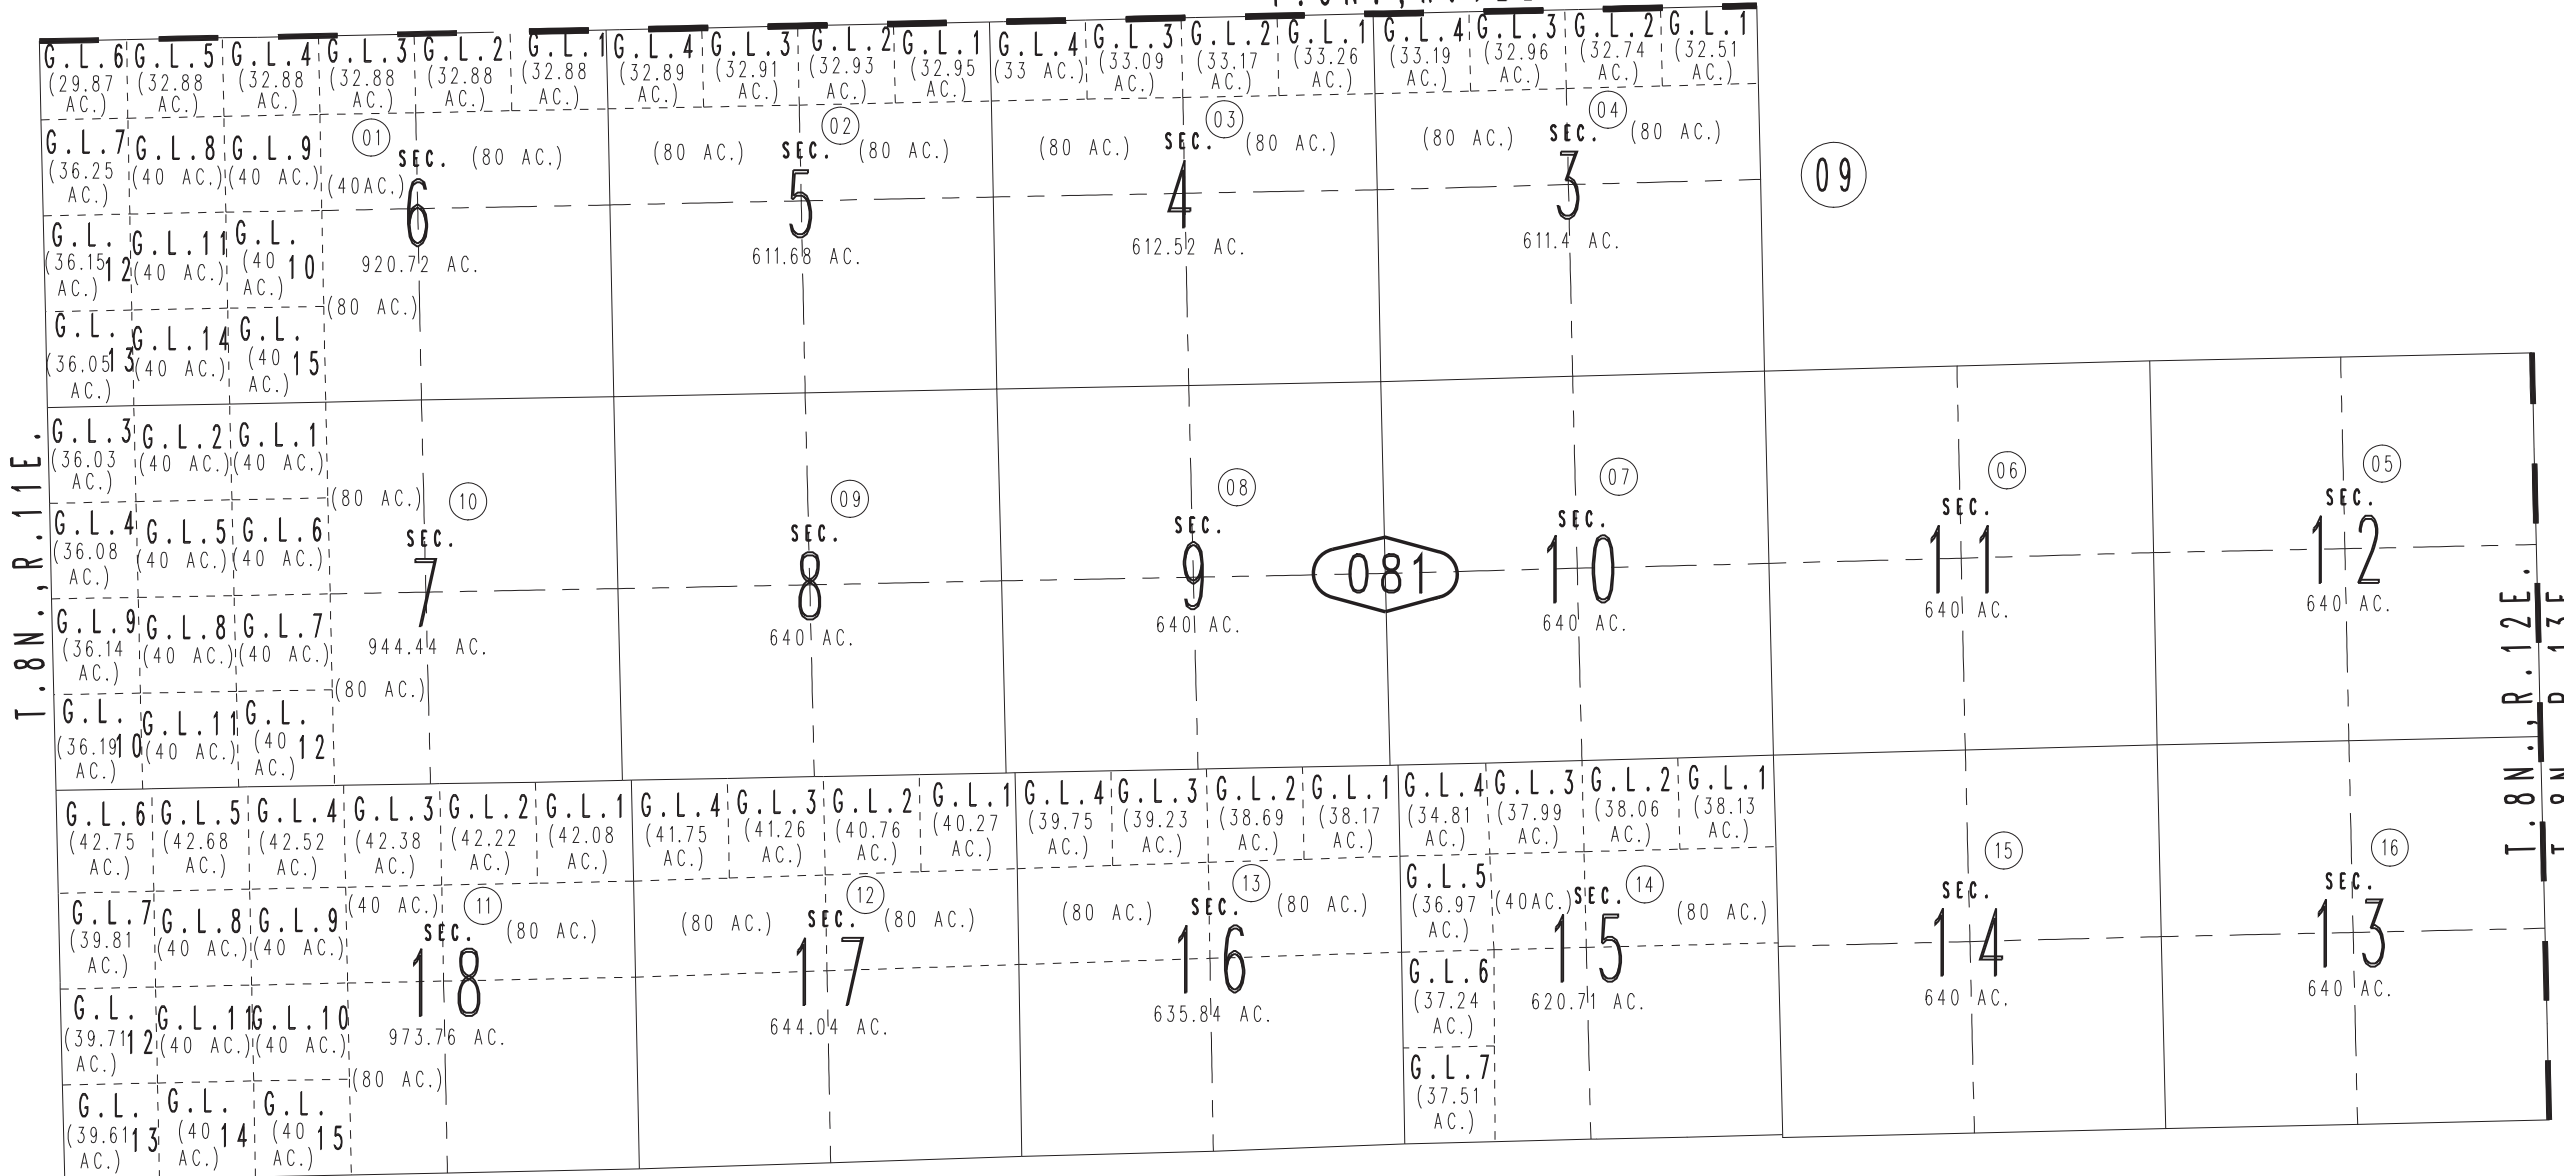 G.L.6 G.L.5 G.L.4 G.L.3 G.L.2 G.L.1 G.L.4 G.L.3 G.L.2 G.L.1 G.L.4 G.L.3 G.L.2 G.L.1 G.L.4 G.L.3 G.L.2 G.L.1
(29.87 AC.) (32.88 AC.) (32.88 AC.) (32.88 AC.) (32.88 AC.) (32.88 AC.) (32.89 AC.) (32.91 AC.) (32.93 AC.) (32.95 AC.) (33 AC.) (33.09 AC.) (33.17 AC.) (33.26 AC.) (33.19 AC.) (32.96 AC.) (32.74 AC.) (32.51 AC.)
01 02 03 04
G.L.7 G.L.8 G.L.9 SEC. (80 AC.) (80 AC.) SEC. (80 AC.) (80 AC.) SEC. (80 AC.) (80 AC.) SEC. (80 AC.)
(36.25 AC.) (40 AC.) (40 AC.) (40AC.) 6 5 4 3 09
G.L.12 G.L.11 G.L.10
(36.15 AC.) (40 AC.) (40 AC.) 920.72 AC. 611.68 AC. 612.52 AC. 611.4 AC.
(80 AC.)
G.L.13 G.L.14 G.L.15
(36.05 AC.) (40 AC.) (40 AC.)
G.L.3 G.L.2 G.L.1
(36.03 AC.) (40 AC.) (40 AC.)
(80 AC.) 10 09 08 07 06 05
G.L.4 G.L.5 G.L.6 SEC. SEC. SEC. SEC. SEC. SEC.
(36.08 AC.) (40 AC.) (40 AC.) 7 8 9 081 10 11 12
G.L.9 G.L.8 G.L.7
(36.14 AC.) (40 AC.) (40 AC.) 944.44 AC. 640 AC. 640 AC. 640 AC. 640 AC. 640 AC.
(80 AC.)
G.L.10 G.L.11 G.L.12
(36.19 AC.) (40 AC.) (40 AC.)
G.L.6 G.L.5 G.L.4 G.L.3 G.L.2 G.L.1 G.L.4 G.L.3 G.L.2 G.L.1 G.L.4 G.L.3 G.L.2 G.L.1 G.L.4 G.L.3 G.L.2 G.L.1
(42.75 AC.) (42.68 AC.) (42.52 AC.) (42.38 AC.) (42.22 AC.) (42.08 AC.) (41.75 AC.) (41.26 AC.) (40.76 AC.) (40.27 AC.) (39.75 AC.) (39.23 AC.) (38.69 AC.) (38.17 AC.) (34.81 AC.) (37.99 AC.) (38.06 AC.) (38.13 AC.)
11 12 13 14 15 16
G.L.7 G.L.8 G.L.9 (40 AC.) SEC. (80 AC.) (80 AC.) SEC. (80 AC.) (80 AC.) SEC. (80 AC.) G.L.5 (40AC.) SEC. (80 AC.) SEC. SEC.
(39.81 AC.) (40 AC.) (40 AC.) 18 17 16 (36.97 AC.) 15 14 13
G.L.12 G.L.11 G.L.10 G.L.6
(39.71 AC.) (40 AC.) (40 AC.) 973.76 AC. 644.04 AC. 635.84 AC. (37.24 AC.) 620.71 AC. 640 AC. 640 AC.
(80 AC.)
G.L.13 G.L.14 G.L.15 G.L.7
(39.61 AC.) (40 AC.) (40 AC.) (37.51 AC.)
T.8N.,R.11E.
T.8N.,R.12E.